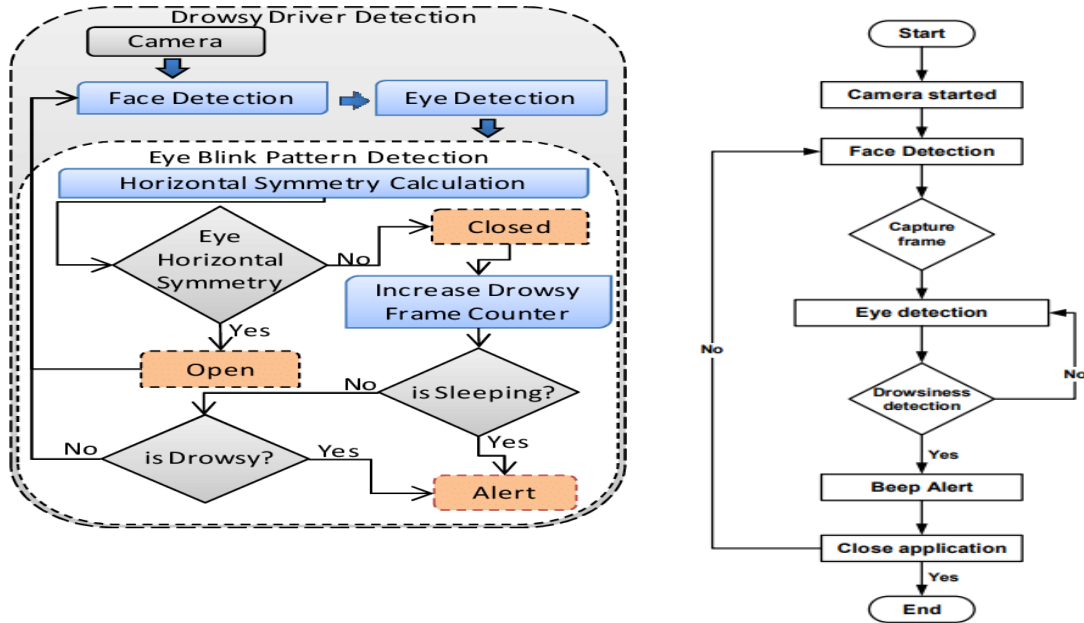 Drowsy Driver Detection
Camera
Face Detection
Eye Detection
Eye Blink Pattern Detection
Horizontal Symmetry Calculation
Eye
Horizontal
Symmetry
No
Closed
Increase Drowsy
Frame Counter
Yes
Open
No
is Sleeping?
Yes
No
is Drowsy?
Yes
Alert
Start
Camera started
Face Detection
Capture
frame
Eye detection
No
No
Drowsiness
detection
Yes
Beep Alert
Close application
Yes
End